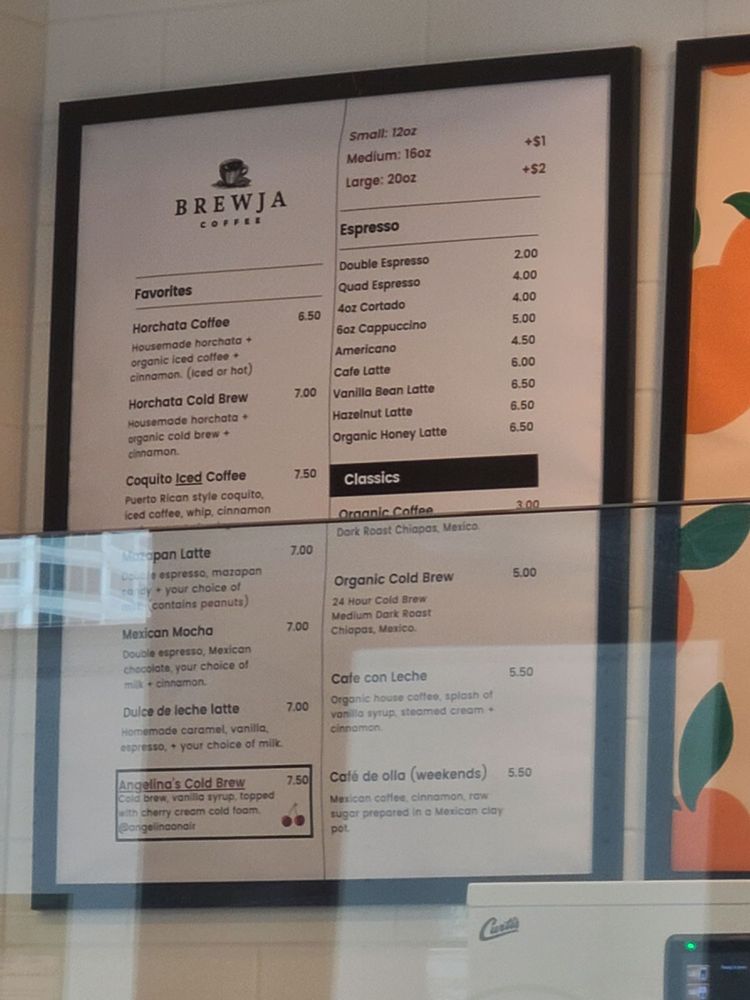 BREWJA
COFFEE
Favorites
Horchata Coffee 6.50
Housemade horchata +
organic iced coffee +
cinnamon. (Iced or hot)
Horchata Cold Brew 7.00
Housemade horchata +
organic cold brew +
cinnamon.
Coquito Iced Coffee 7.50
Puerto Rican style coquito,
iced coffee, whip, cinnamon
Mazapan Latte 7.00
Double espresso, mazapan
candy + your choice of
milk (contains peanuts)
Mexican Mocha 7.00
Double espresso, Mexican
chocolate, your choice of
milk + cinnamon.
Dulce de leche latte 7.00
Homemade caramel, vanilla,
espresso, + your choice of milk.
Angelina's Cold Brew 7.50
Cold brew, vanilla syrup, topped
with cherry cream cold foam.
@angelinaonair
Small: 12oz
Medium: 16oz +$1
Large: 20oz +$2
Espresso
Double Espresso 2.00
Quad Espresso 4.00
4oz Cortado 4.00
6oz Cappuccino 5.00
Americano 4.50
Cafe Latte 6.00
Vanilla Bean Latte 6.50
Hazelnut Latte 6.50
Organic Honey Latte 6.50
Classics
Organic Coffee 3.00
Dark Roast Chiapas, Mexico.
Organic Cold Brew 5.00
24 Hour Cold Brew
Medium Dark Roast
Chiapas, Mexico.
Cafe con Leche 5.50
Organic house coffee, splash of
vanilla syrup, steamed cream +
cinnamon.
Café de olla (weekends) 5.50
Mexican coffee, cinnamon, raw
sugar prepared in a Mexican clay
pot.
Curtis